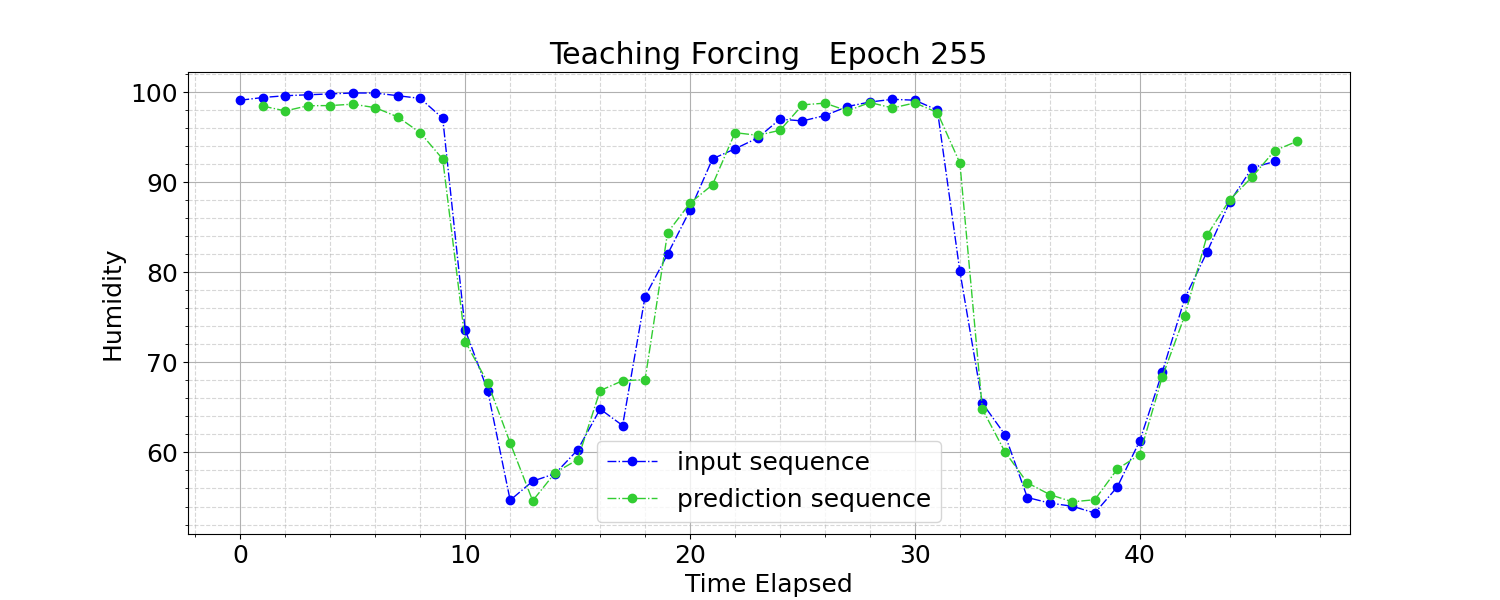 Teaching Forcing   Epoch 255
Humidity
100
90
80
70
60
input sequence
prediction sequence
0 10 20 30 40
Time Elapsed